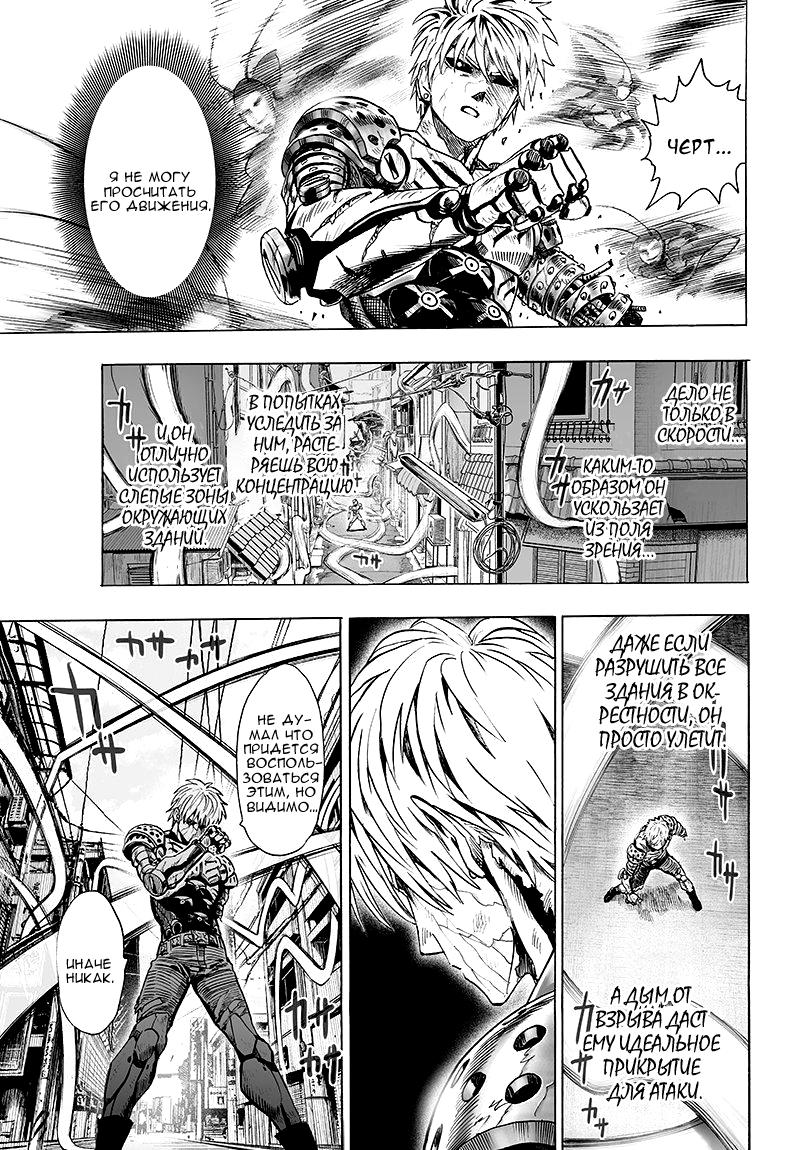 ЧЕРТ...
Я НЕ МОГУ
ПРОСЧИТАТЬ
ЕГО ДВИЖЕНИЯ.
ДЕЛО НЕ
ТОЛЬКО В
СКОРОСТИ...
КАКИМ-ТО
ОБРАЗОМ ОН
УСКОЛЬЗАЕТ
ИЗ ПОЛЯ
ЗРЕНИЯ...
В ПОПЫТКАХ
УСЛЕДИТЬ ЗА
НИМ, РАСТЕ-
РЯЕШЬ ВСЮ
КОНЦЕНТРАЦИЮ
И ОН
ОТЛИЧНО
ИСПОЛЬЗУЕТ
СЛЕПЫЕ ЗОНЫ
ОКРУЖАЮЩИХ
ЗДАНИЙ.
ДАЖЕ ЕСЛИ
РАЗРУШИТЬ ВСЕ
ЗДАНИЯ В ОК-
РЕСТНОСТИ, ОН
ПРОСТО УЛЕТИТ.
А ДЫМ ОТ
ВЗРЫВА ДАСТ
ЕМУ ИДЕАЛЬНОЕ
ПРИКРЫТИЕ
ДЛЯ АТАКИ.
НЕ ДУ-
МАЛ ЧТО
ПРИДЕТСЯ
ВОСПОЛЬ-
ЗОВАТЬСЯ
ЭТИМ, НО
ВИДИМО...
ИНАЧЕ
НИКАК.